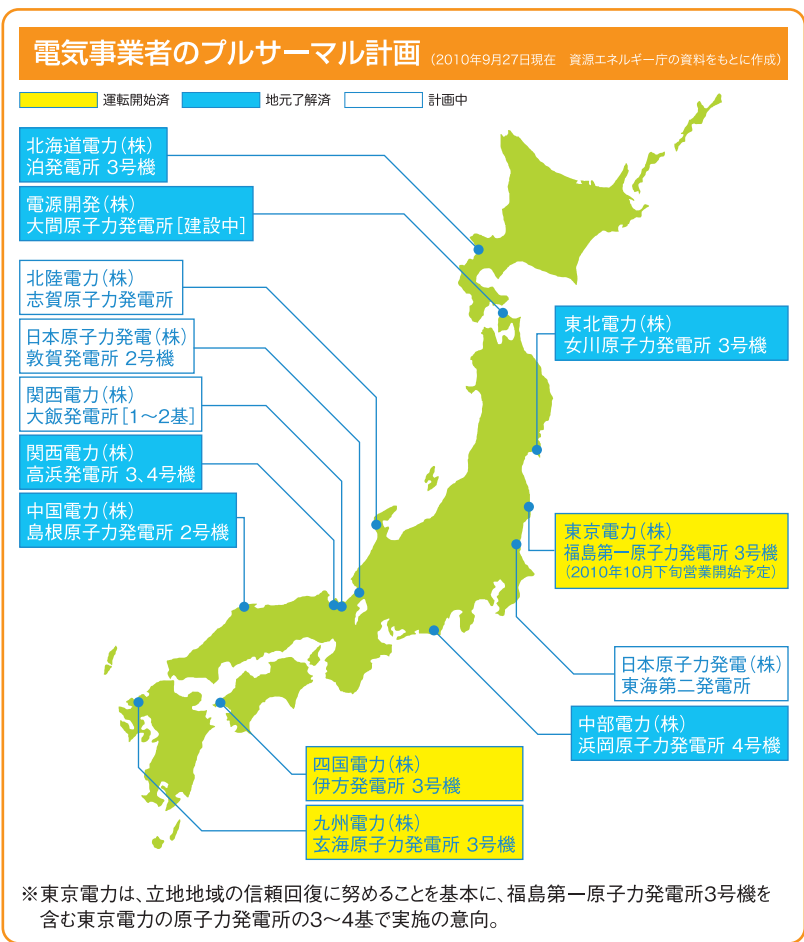 電気事業者のプルサーマル計画 (2010年9月27日現在　資源エネルギー庁の資料をもとに作成)
運転開始済 地元了解済 計画中
北海道電力(株)
泊発電所 3号機
電源開発(株)
大間原子力発電所[建設中]
北陸電力(株)
志賀原子力発電所
日本原子力発電(株)
敦賀発電所 2号機
関西電力(株)
大飯発電所[1〜2基]
関西電力(株)
高浜発電所 3、4号機
中国電力(株)
島根原子力発電所 2号機
東北電力(株)
女川原子力発電所 3号機
東京電力(株)
福島第一原子力発電所 3号機
(2010年10月下旬営業開始予定)
日本原子力発電(株)
東海第二発電所
中部電力(株)
浜岡原子力発電所 4号機
四国電力(株)
伊方発電所 3号機
九州電力(株)
玄海原子力発電所 3号機
※東京電力は、立地地域の信頼回復に努めることを基本に、福島第一原子力発電所3号機を
含む東京電力の原子力発電所の3〜4基で実施の意向。